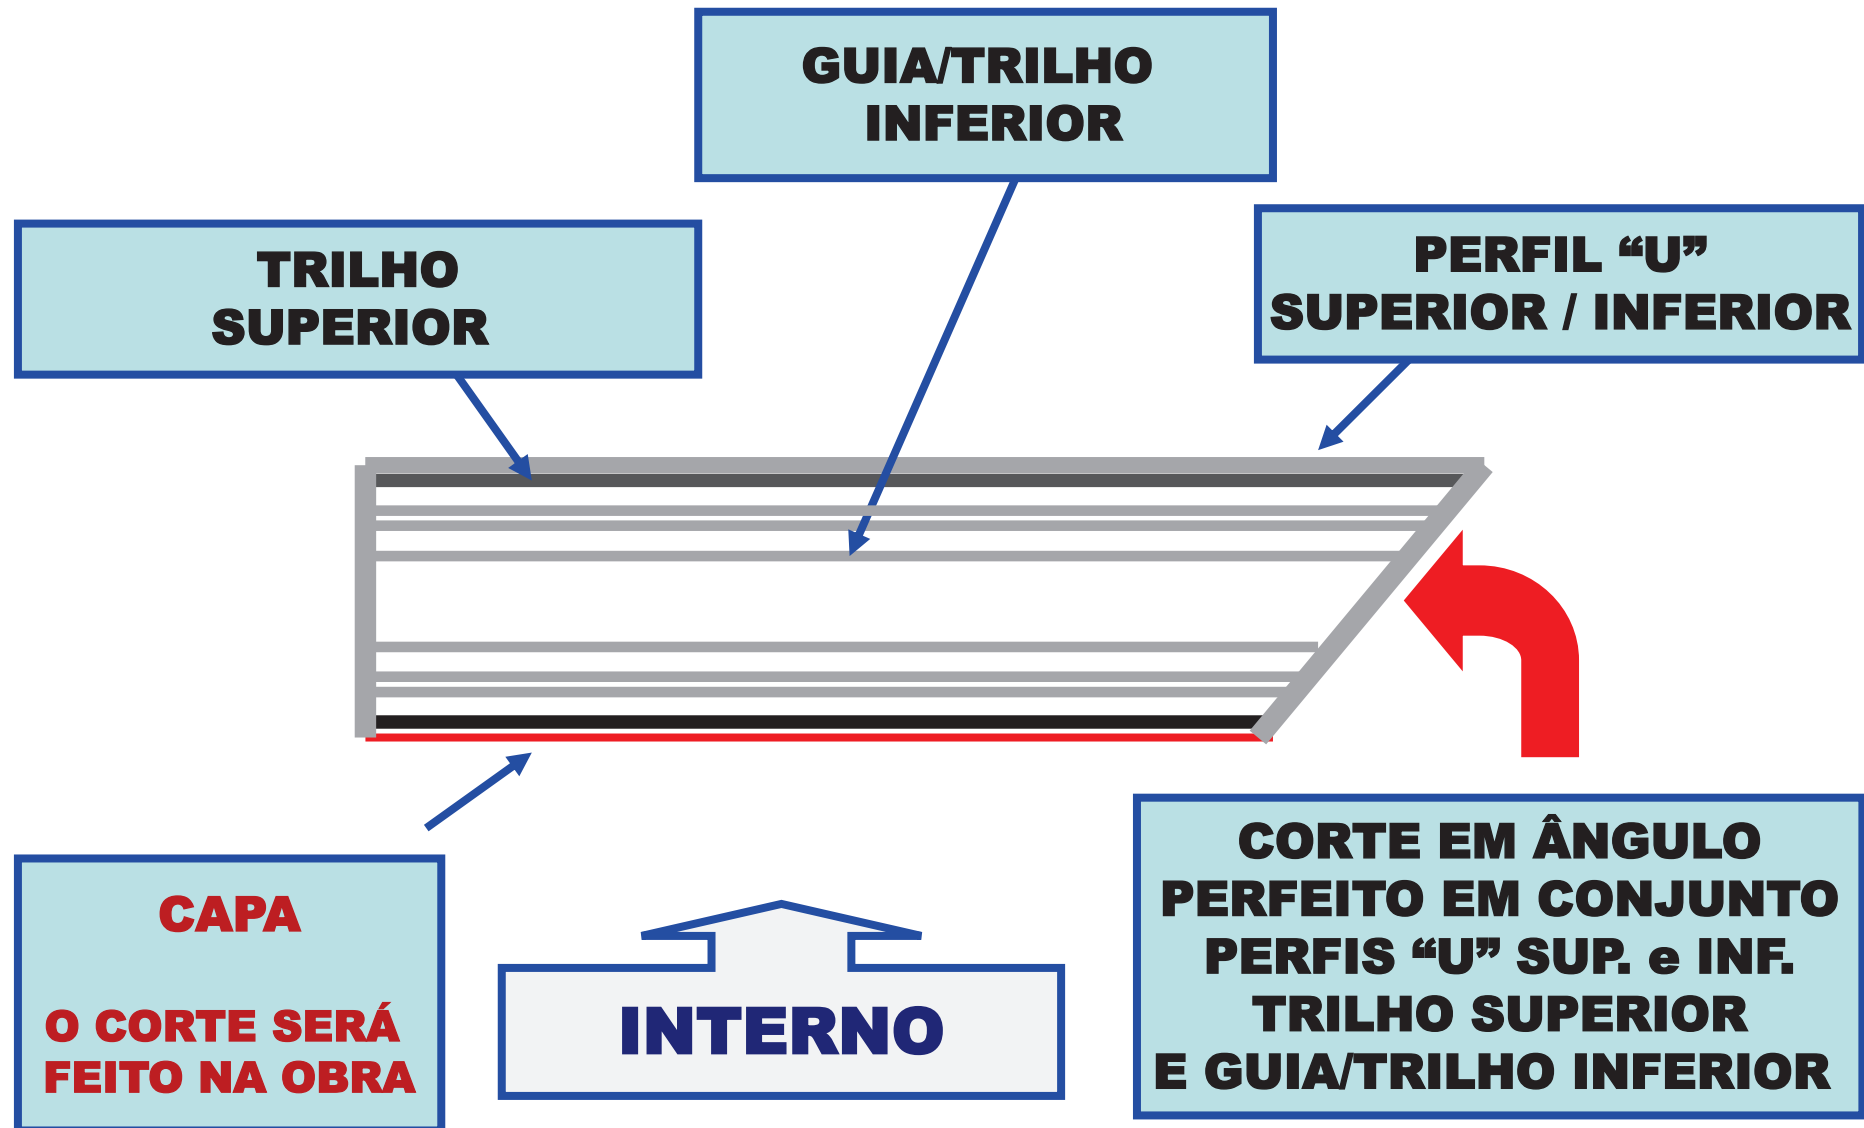 GUIA/TRILHO
INFERIOR
TRILHO
SUPERIOR
PERFIL “U”
SUPERIOR / INFERIOR
CAPA
O CORTE SERÁ
FEITO NA OBRA
INTERNO
CORTE EM ÂNGULO
PERFEITO EM CONJUNTO
PERFIS “U” SUP. e INF.
TRILHO SUPERIOR
E GUIA/TRILHO INFERIOR